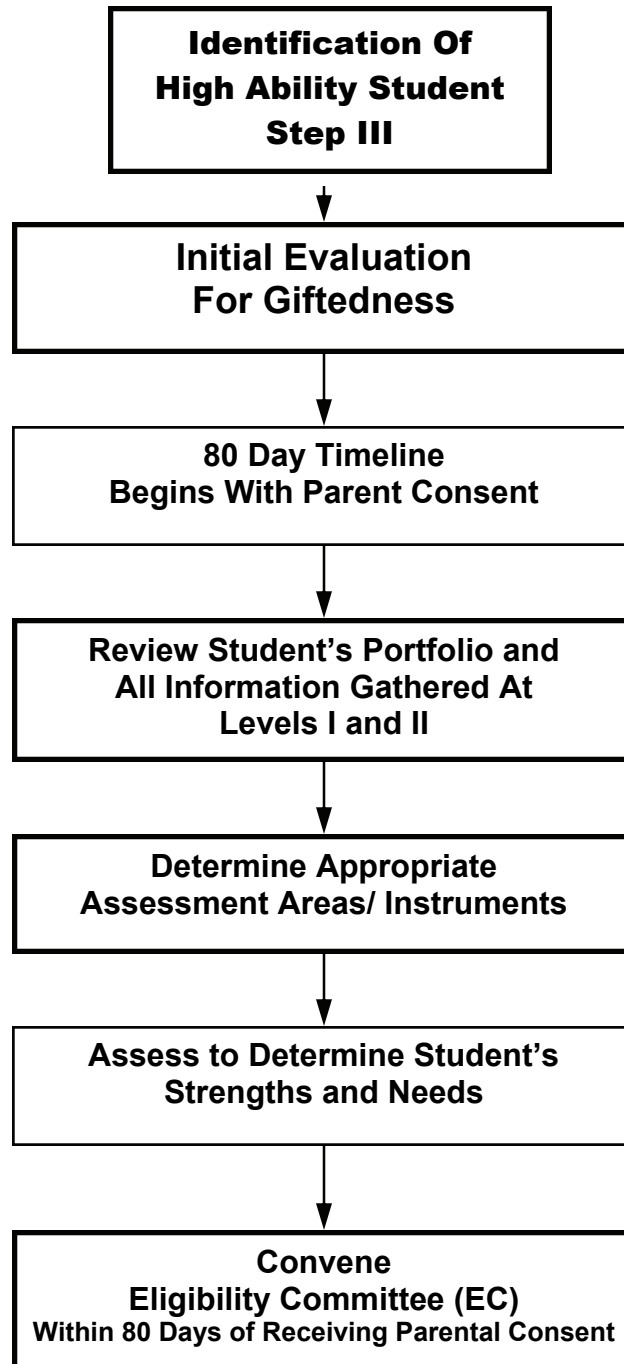 Identification Of
High Ability Student
Step III
Initial Evaluation
For Giftedness
80 Day Timeline
Begins With Parent Consent
Review Student’s Portfolio and
All Information Gathered At
Levels I and II
Determine Appropriate
Assessment Areas/ Instruments
Assess to Determine Student’s
Strengths and Needs
Convene
Eligibility Committee (EC)
Within 80 Days of Receiving Parental Consent